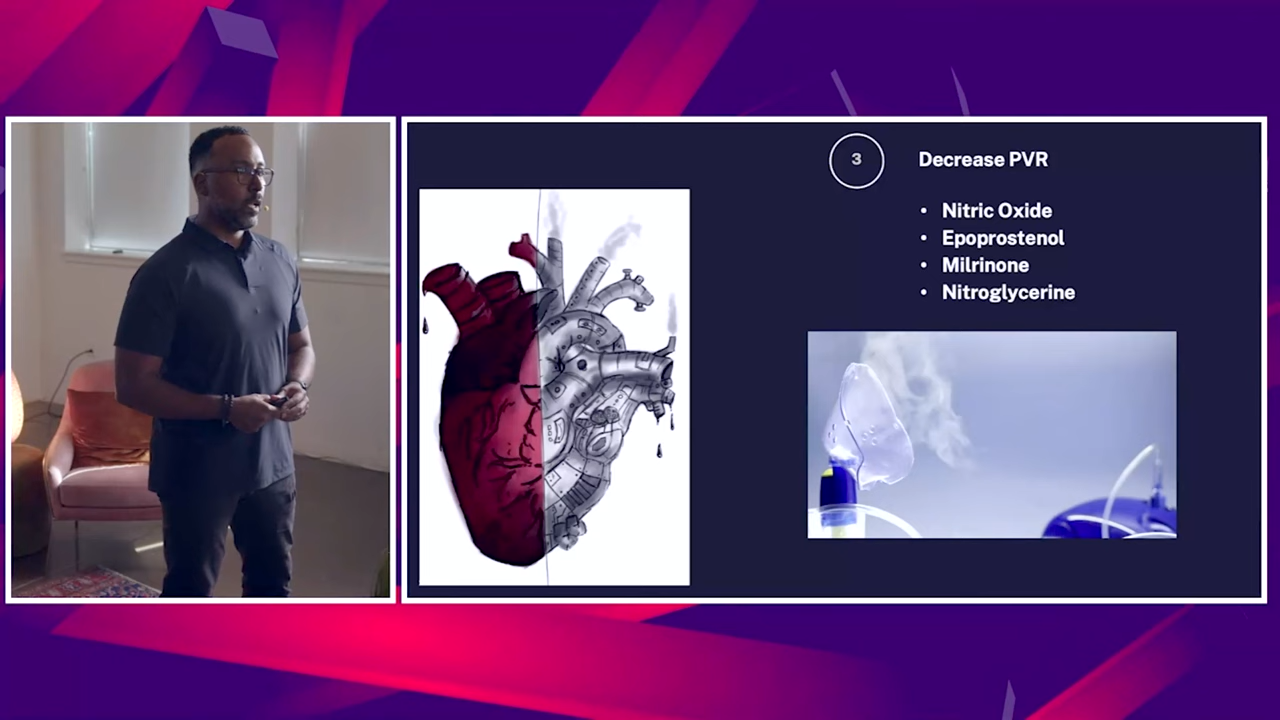 3
Decrease PVR
• Nitric Oxide
• Epoprostenol
• Milrinone
• Nitroglycerine